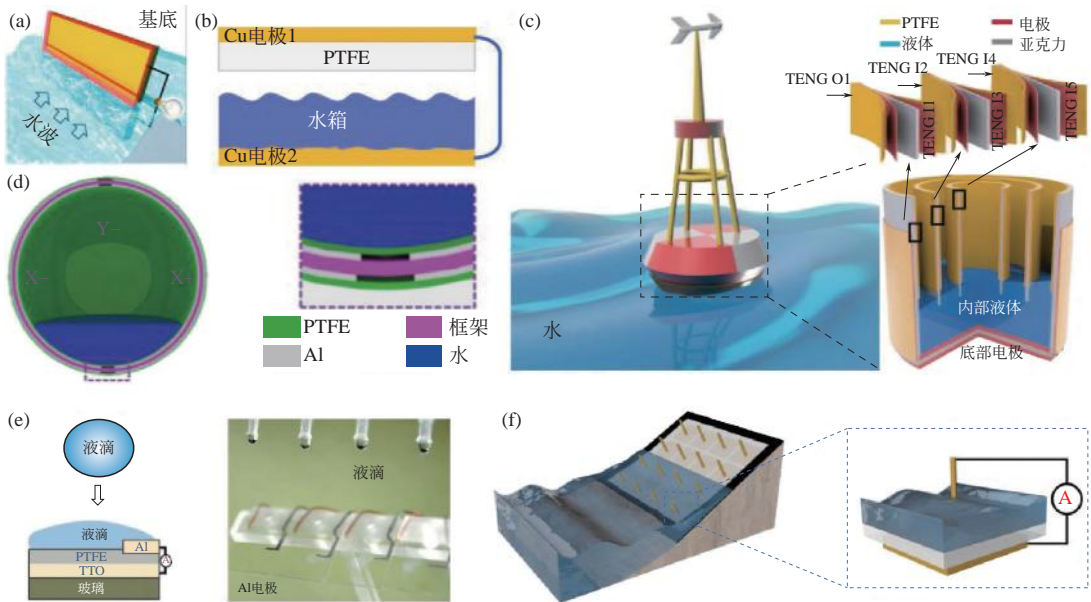 (a)
基底
水波
(b)
Cu电极1
PTFE
水箱
Cu电极2
(c)
PTFE
电极
液体
亚克力
TENG O1
TENG I2
TENG I4
TENG I1
TENG I3
TENG I5
内部液体
底部电极
水
(d)
Y−
X−
X+
PTFE
框架
Al
水
(e)
液滴
液滴
Al
PTFE
A
TTO
玻璃
液滴
Al电极
(f)
A